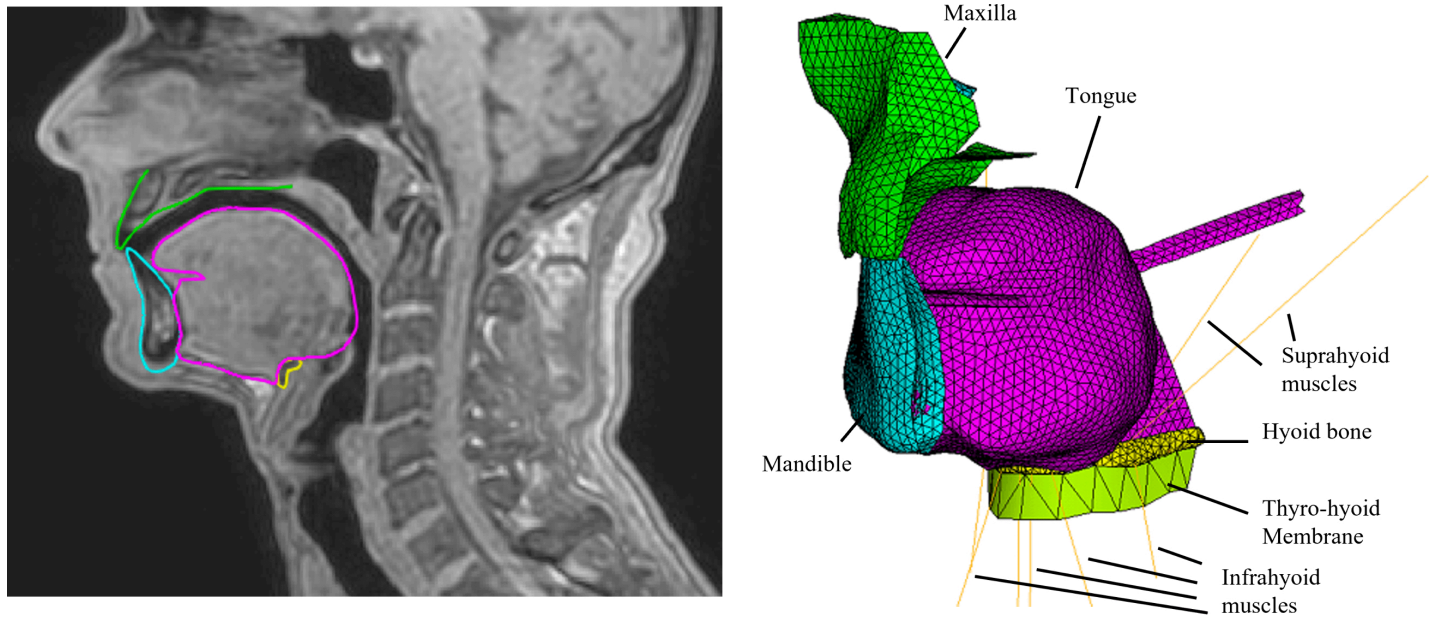 Maxilla
Tongue
Suprahyoid
muscles
Hyoid bone
Mandible
Thyro-hyoid
Membrane
Infrahyoid
muscles